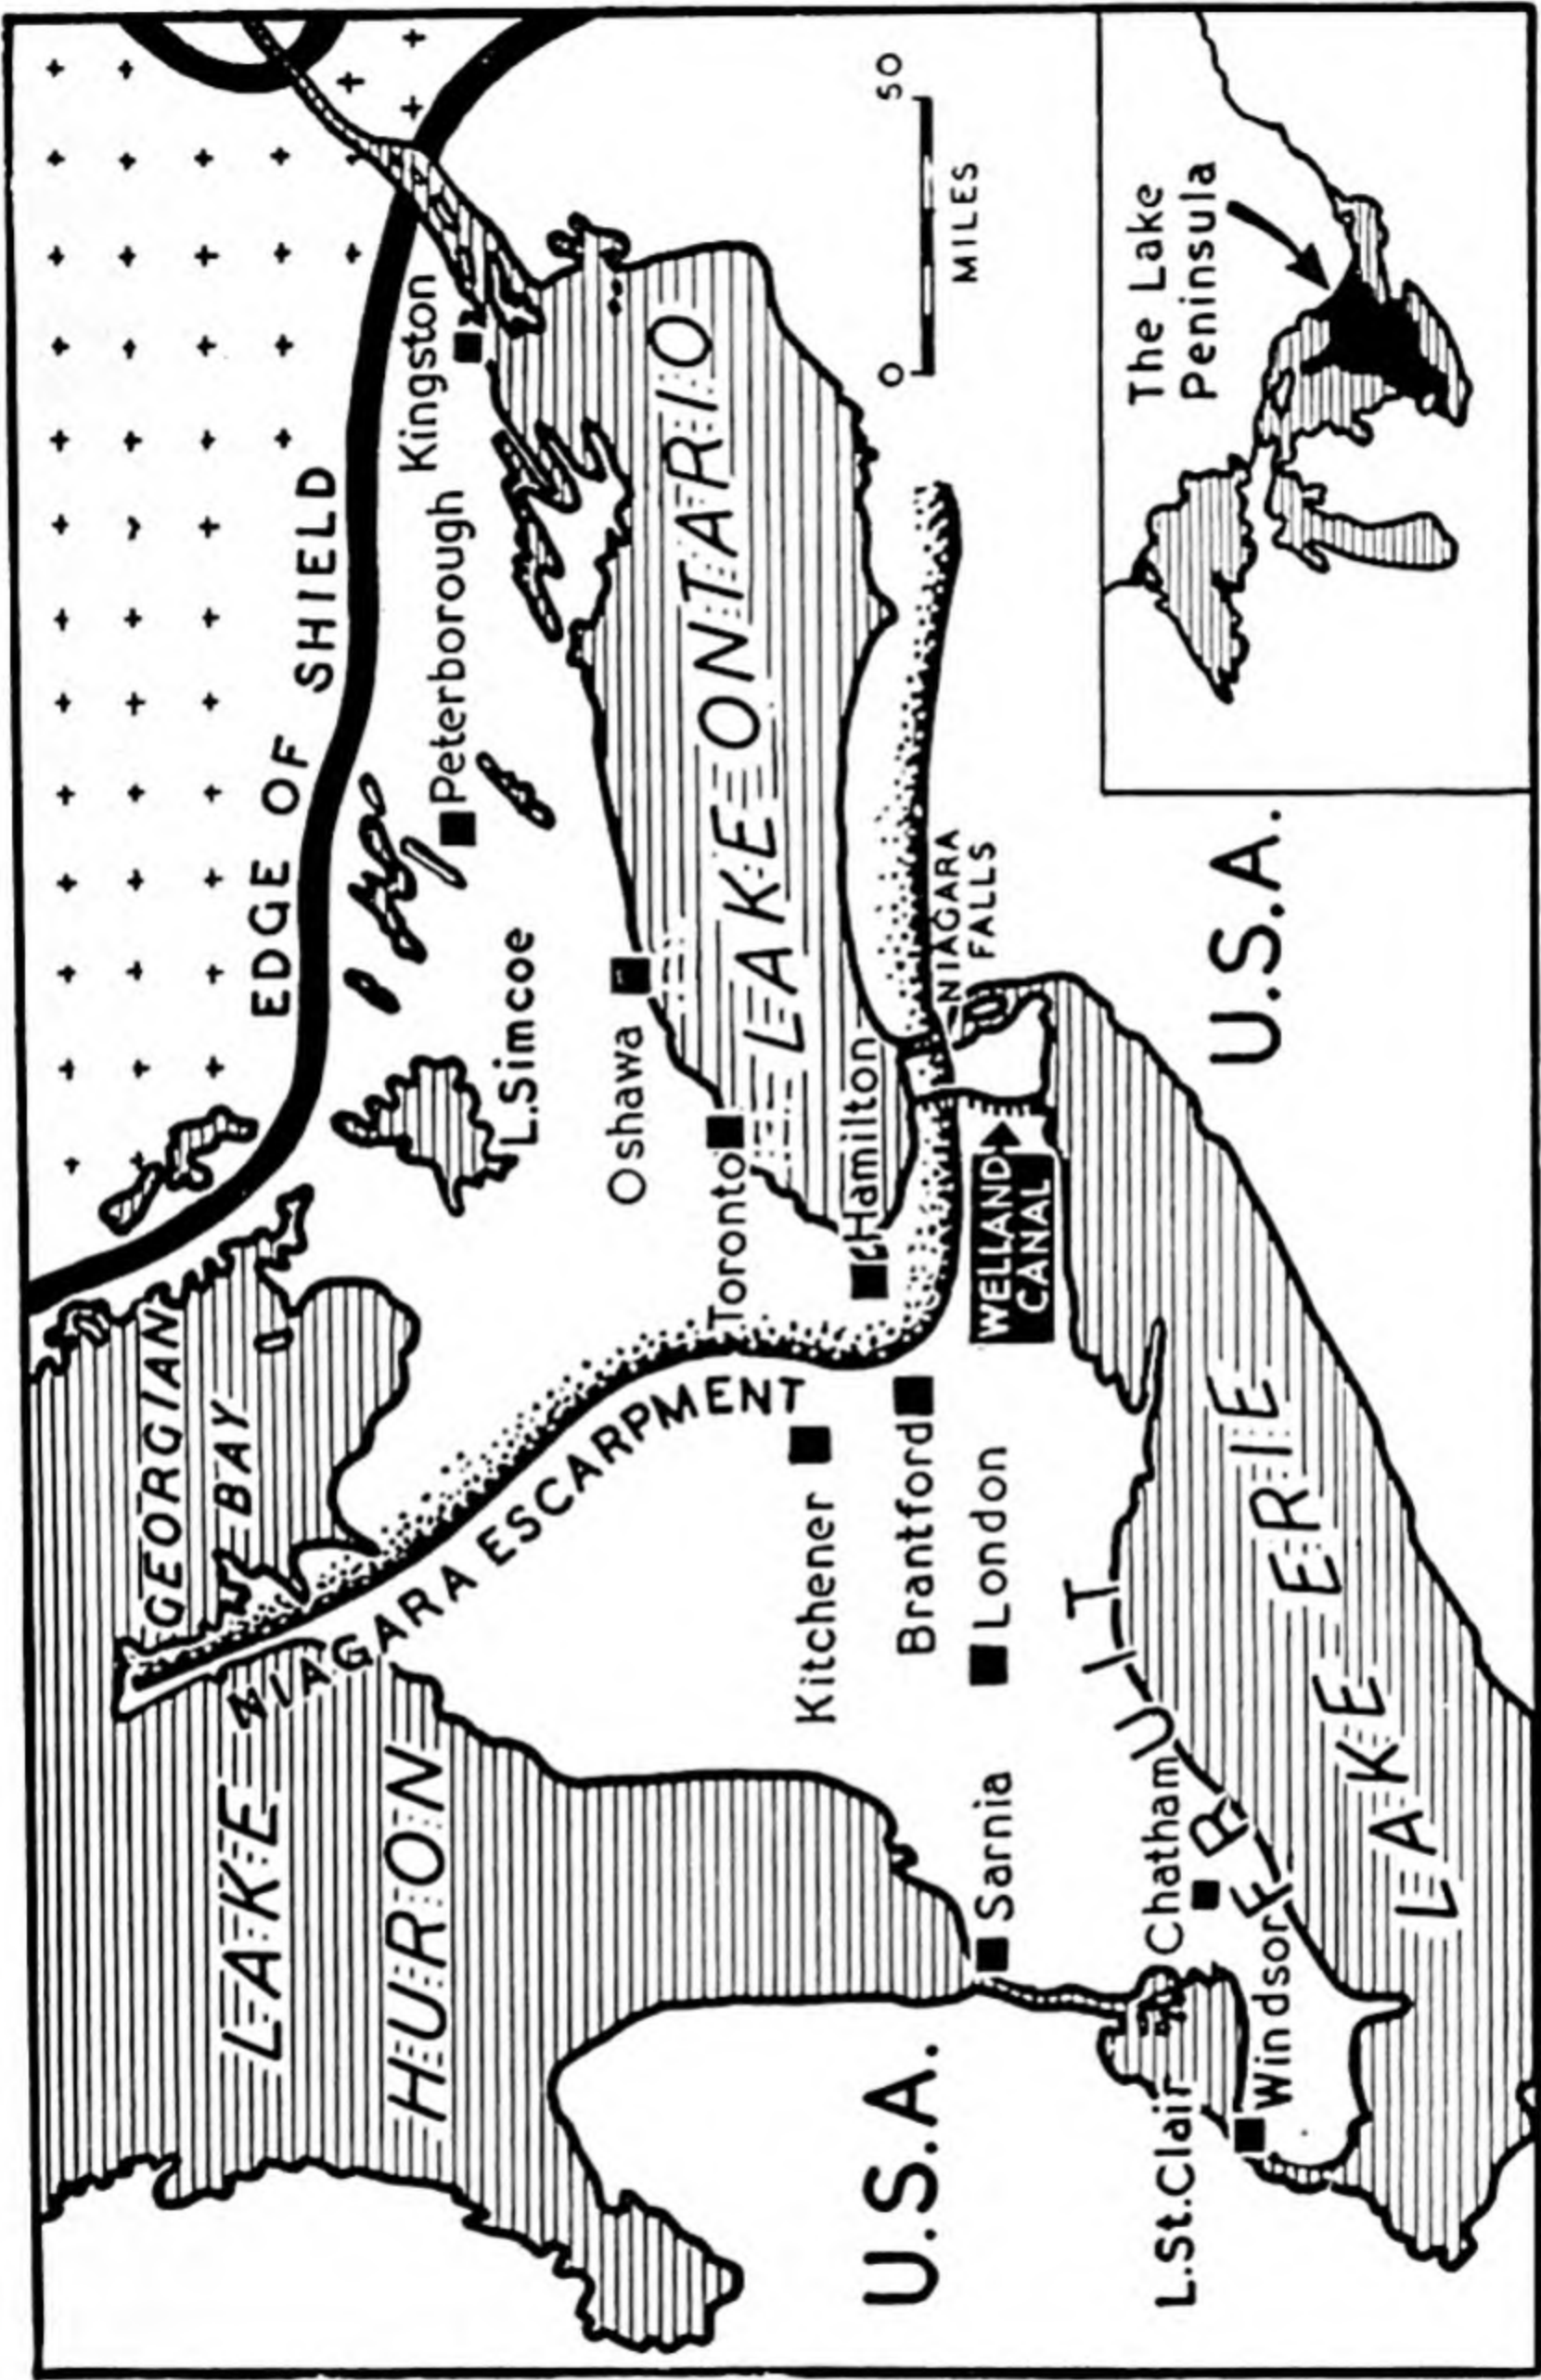 EDGE OF SHIELD
GEORGIAN
BAY
LAKE
HURON
NIAGARA ESCARPMENT
L.Simcoe
Peterborough
Kingston
Oshawa
Toronto
LAKE ONTARIO
Hamilton
Kitchener
Brantford
London
NIAGARA
FALLS
WELLAND
CANAL
Sarnia
FRUIT
Chatham
Windsor
L.St.Clair
LAKE ERIE
U.S.A.
U.S.A.
0 50
MILES
The Lake
Peninsula